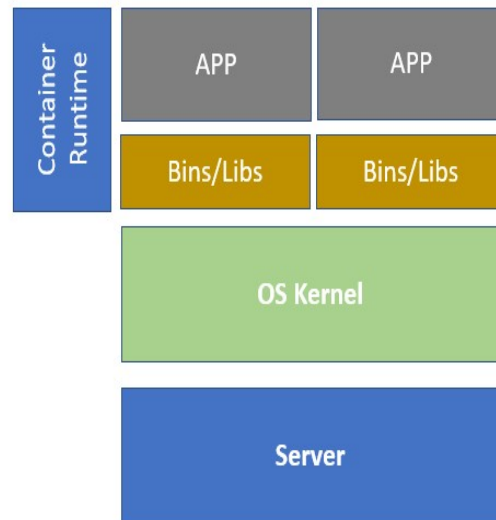 Container
Runtime
APP
APP
Bins/Libs
Bins/Libs
OS Kernel
Server